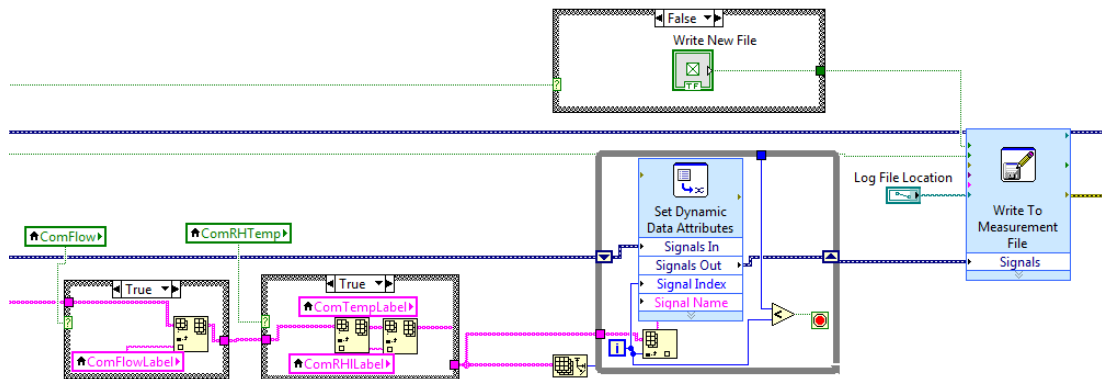 False
Write New File
?
TF
Log File Location
Write To
Measurement
File
Signals
Set Dynamic
Data Attributes
Signals In
Signals Out
Signal Index
Signal Name
ComFlow
ComRHTemp
True
?
ComFlowLabel
True
?
ComTempLabel
ComRHLabel
i
<